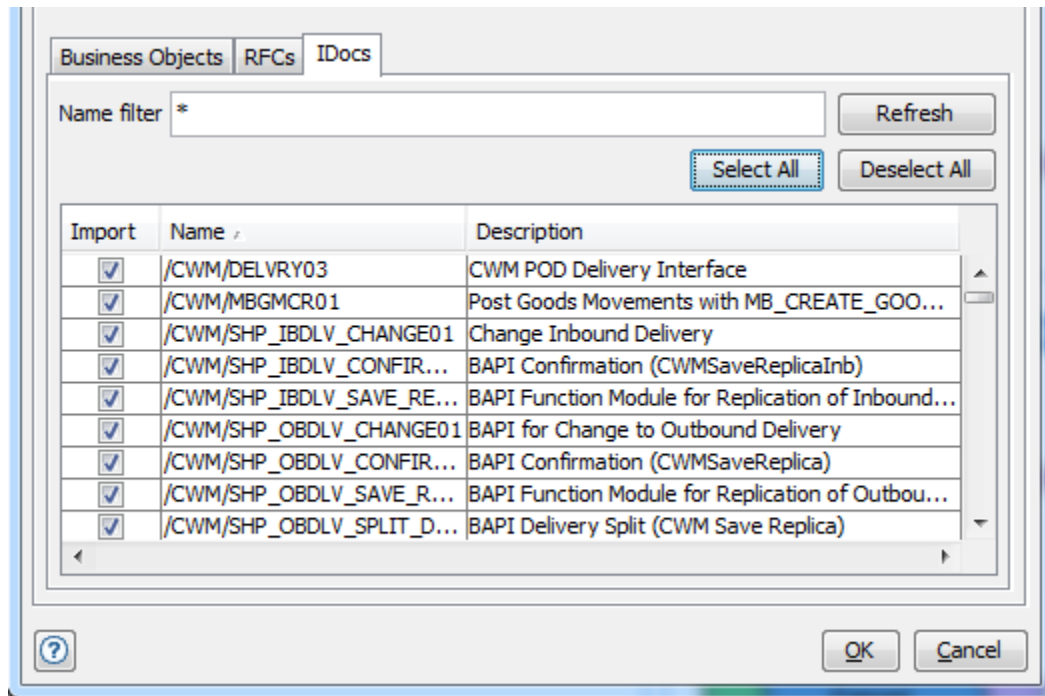 Business Objects RFCs IDocs
Name filter * Refresh
Select All Deselect All
Import Name Description
/CWM/DELVRY03 CWM POD Delivery Interface
/CWM/MBGMCR01 Post Goods Movements with MB_CREATE_GOO...
/CWM/SHP_IBDLV_CHANGE01 Change Inbound Delivery
/CWM/SHP_IBDLV_CONFIR... BAPI Confirmation (CWMSaveReplicaInb)
/CWM/SHP_IBDLV_SAVE_RE... BAPI Function Module for Replication of Inbound...
/CWM/SHP_OBDLV_CHANGE01 BAPI for Change to Outbound Delivery
/CWM/SHP_OBDLV_CONFIR... BAPI Confirmation (CWMSaveReplica)
/CWM/SHP_OBDLV_SAVE_R... BAPI Function Module for Replication of Outbou...
/CWM/SHP_OBDLV_SPLIT_D... BAPI Delivery Split (CWM Save Replica)
? OK Cancel